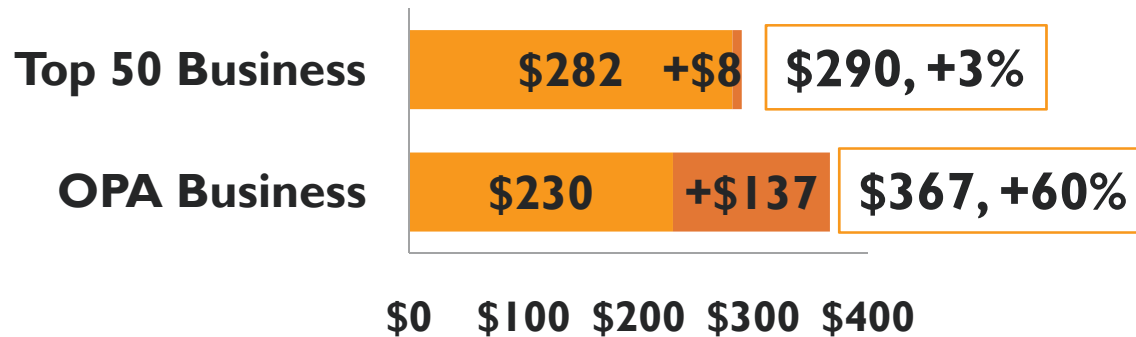 Top 50 Business $282 +$8 $290, +3%
OPA Business $230 +$137 $367, +60%
$0 $100 $200 $300 $400